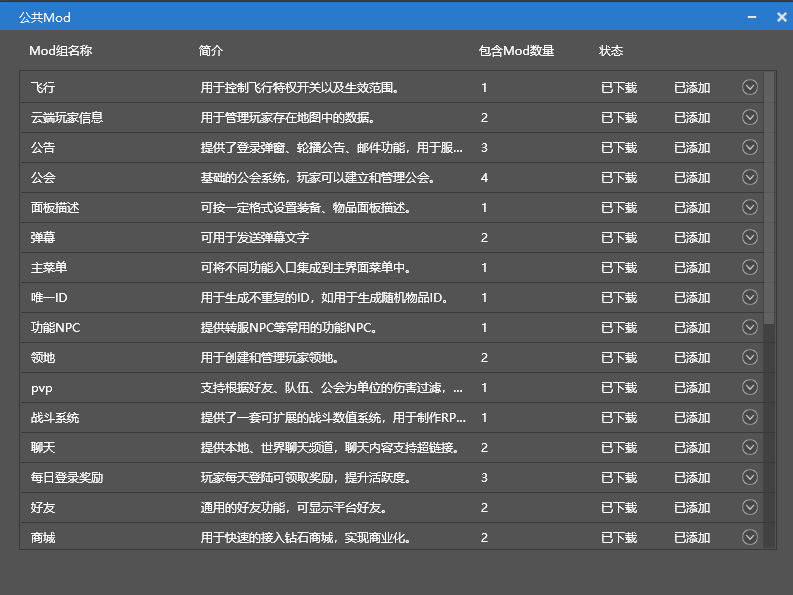 公共Mod
Mod组名称 简介 包含Mod数量 状态
飞行 用于控制飞行特权开关以及生效范围。 1 已下载 已添加
云端玩家信息 用于管理玩家存在地图中的数据。 2 已下载 已添加
公告 提供了登录弹窗、轮播公告、邮件功能，用于服... 3 已下载 已添加
公会 基础的公会系统，玩家可以建立和管理公会。 4 已下载 已添加
面板描述 可按一定格式设置装备、物品面板描述。 1 已下载 已添加
弹幕 可用于发送弹幕文字 2 已下载 已添加
主菜单 可将不同功能入口集成到主界面菜单中。 1 已下载 已添加
唯一ID 用于生成不重复的ID，如用于生成随机物品ID。 1 已下载 已添加
功能NPC 提供转服NPC等常用的功能NPC。 1 已下载 已添加
领地 用于创建和管理玩家领地。 2 已下载 已添加
pvp 支持根据好友、队伍、公会为单位的伤害过滤，... 1 已下载 已添加
战斗系统 提供了一套可扩展的战斗数值系统，用于制作RP... 1 已下载 已添加
聊天 提供本地、世界聊天频道，聊天内容支持超链接。 2 已下载 已添加
每日登录奖励 玩家每天登陆可领取奖励，提升活跃度。 3 已下载 已添加
好友 通用的好友功能，可显示平台好友。 2 已下载 已添加
商城 用于快速的接入钻石商城，实现商业化。 2 已下载 已添加